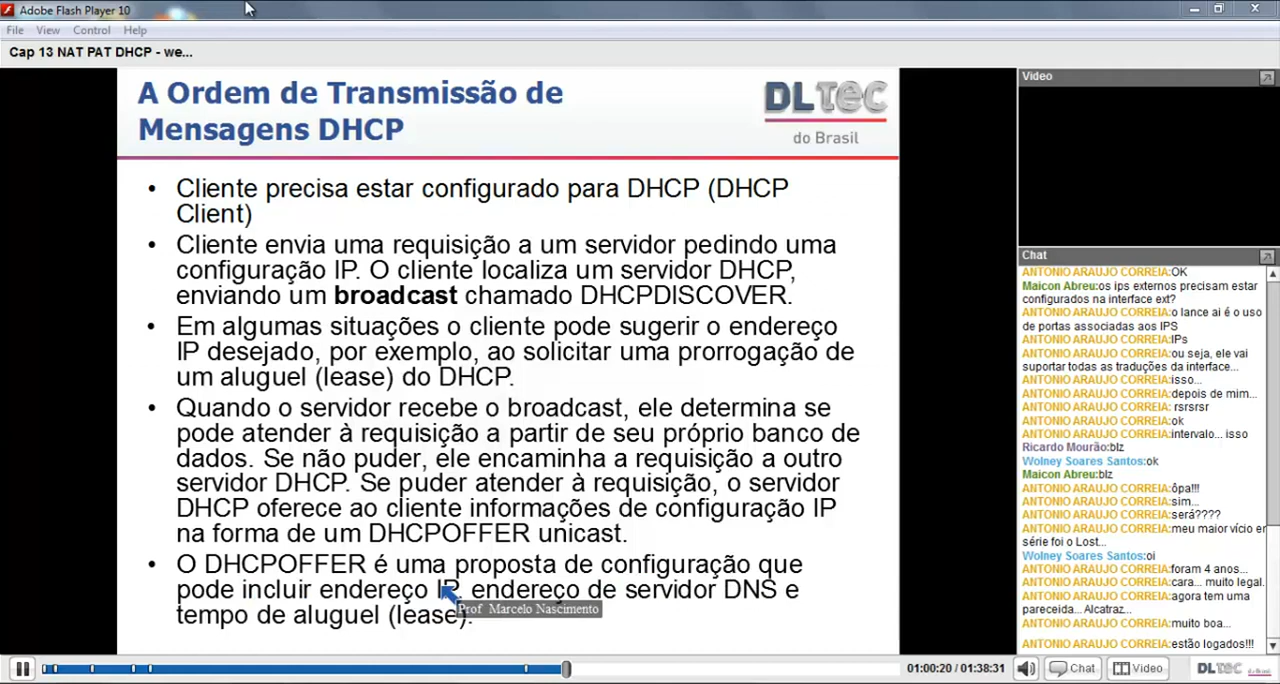 Adobe Flash Player 10
File View Control Help
Cap 13 NAT PAT DHCP - we...
A Ordem de Transmissão de
Mensagens DHCP
DLTEC
do Brasil
• Cliente precisa estar configurado para DHCP (DHCP
Client)
• Cliente envia uma requisição a um servidor pedindo uma
configuração IP. O cliente localiza um servidor DHCP,
enviando um broadcast chamado DHCPDISCOVER.
• Em algumas situações o cliente pode sugerir o endereço
IP desejado, por exemplo, ao solicitar uma prorrogação de
um aluguel (lease) do DHCP.
• Quando o servidor recebe o broadcast, ele determina se
pode atender à requisição a partir de seu próprio banco de
dados. Se não puder, ele encaminha a requisição a outro
servidor DHCP. Se puder atender à requisição, o servidor
DHCP oferece ao cliente informações de configuração IP
na forma de um DHCPOFFER unicast.
• O DHCPOFFER é uma proposta de configuração que
pode incluir endereço IP, endereço de servidor DNS e
tempo de aluguel (lease).
Prof Marcelo Nascimento
Video
Chat
ANTONIO ARAUJO CORREIA:OK
Maicon Abreu:os ips externos precisam estar
configurados na interface ext?
ANTONIO ARAUJO CORREIA:o lance ai é o uso
de portas associadas aos IPS
ANTONIO ARAUJO CORREIA:IPs
ANTONIO ARAUJO CORREIA:ou seja, ele vai
suportar todas as traduções da interface...
ANTONIO ARAUJO CORREIA:isso...
ANTONIO ARAUJO CORREIA:depois de mim...
ANTONIO ARAUJO CORREIA: rsrsrsr
ANTONIO ARAUJO CORREIA:ok
ANTONIO ARAUJO CORREIA:intervalo... isso
Ricardo Mourão:blz
Wolney Soares Santos:ok
Maicon Abreu:blz
ANTONIO ARAUJO CORREIA:ôpa!!!
ANTONIO ARAUJO CORREIA:sim...
ANTONIO ARAUJO CORREIA:será????
ANTONIO ARAUJO CORREIA:meu maior vício er
série foi o Lost...
Wolney Soares Santos:oi
ANTONIO ARAUJO CORREIA:foram 4 anos...
ANTONIO ARAUJO CORREIA:cara... muito legal.
ANTONIO ARAUJO CORREIA:agora tem uma
pareceida.. Alcatraz...
ANTONIO ARAUJO CORREIA:muito boa...
ANTONIO ARAUJO CORREIA:estão logados!!!
01:00:20 / 01:38:31
Chat
Video
DLTEC